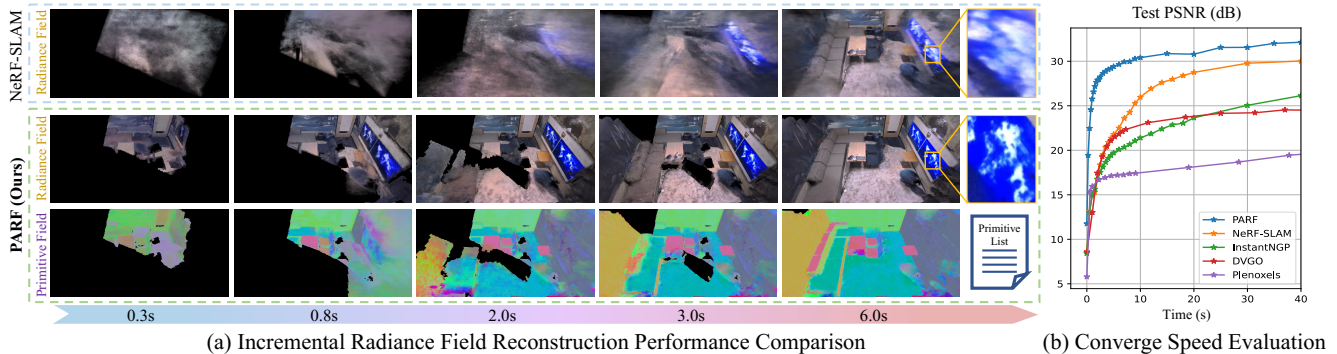 NeRF-SLAM
Radiance Field
PARF (Ours)
Radiance Field
Primitive Field
Primitive
List
0.3s 0.8s 2.0s 3.0s 6.0s
(a) Incremental Radiance Field Reconstruction Performance Comparison
Test PSNR (dB)
30
25
20
15
10
5
PARF
NeRF-SLAM
InstantNGP
DVGO
Plenoxels
0 10 20 30 40
Time (s)
(b) Converge Speed Evaluation